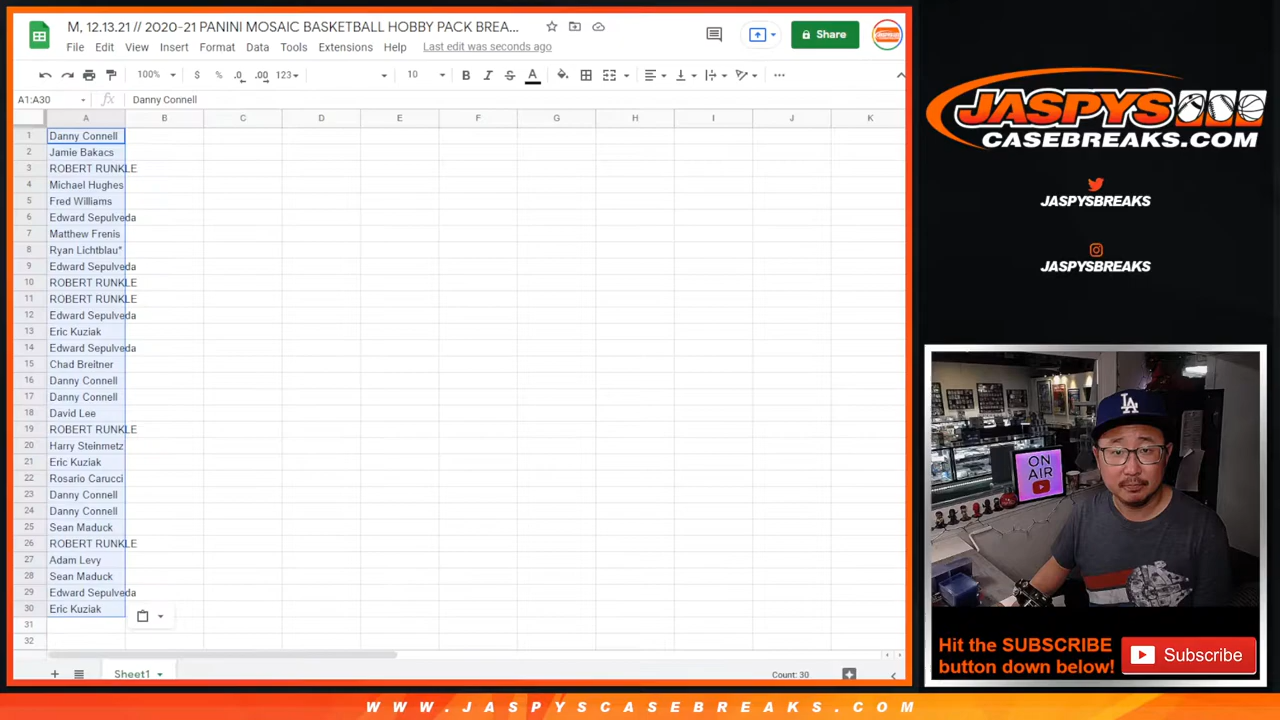 M, 12.13.21 // 2020-21 PANINI MOSAIC BASKETBALL HOBBY PACK BREA...
File Edit View Insert Format Data Tools Extensions Help Last edit was seconds ago
Share
100% $ % .0 .00 123 10 B I S A
A1:A30 fx Danny Connell
A B C D E F G H I J K
1 Danny Connell
2 Jamie Bakacs
3 ROBERT RUNKLE
4 Michael Hughes
5 Fred Williams
6 Edward Sepulveda
7 Matthew Frenis
8 Ryan Lichtblau*
9 Edward Sepulveda
10 ROBERT RUNKLE
11 ROBERT RUNKLE
12 Edward Sepulveda
13 Eric Kuziak
14 Edward Sepulveda
15 Chad Breitner
16 Danny Connell
17 Danny Connell
18 David Lee
19 ROBERT RUNKLE
20 Harry Steinmetz
21 Eric Kuziak
22 Rosario Carucci
23 Danny Connell
24 Danny Connell
25 Sean Maduck
26 ROBERT RUNKLE
27 Adam Levy
28 Sean Maduck
29 Edward Sepulveda
30 Eric Kuziak
31
32
Sheet1
Count: 30
JASPYS
CASEBREAKS.COM
JASPYSBREAKS
JASPYSBREAKS
LA
ON
AIR
Hit the SUBSCRIBE
button down below!
Subscribe
WWW.JASPYSCASEBREAKS.COM